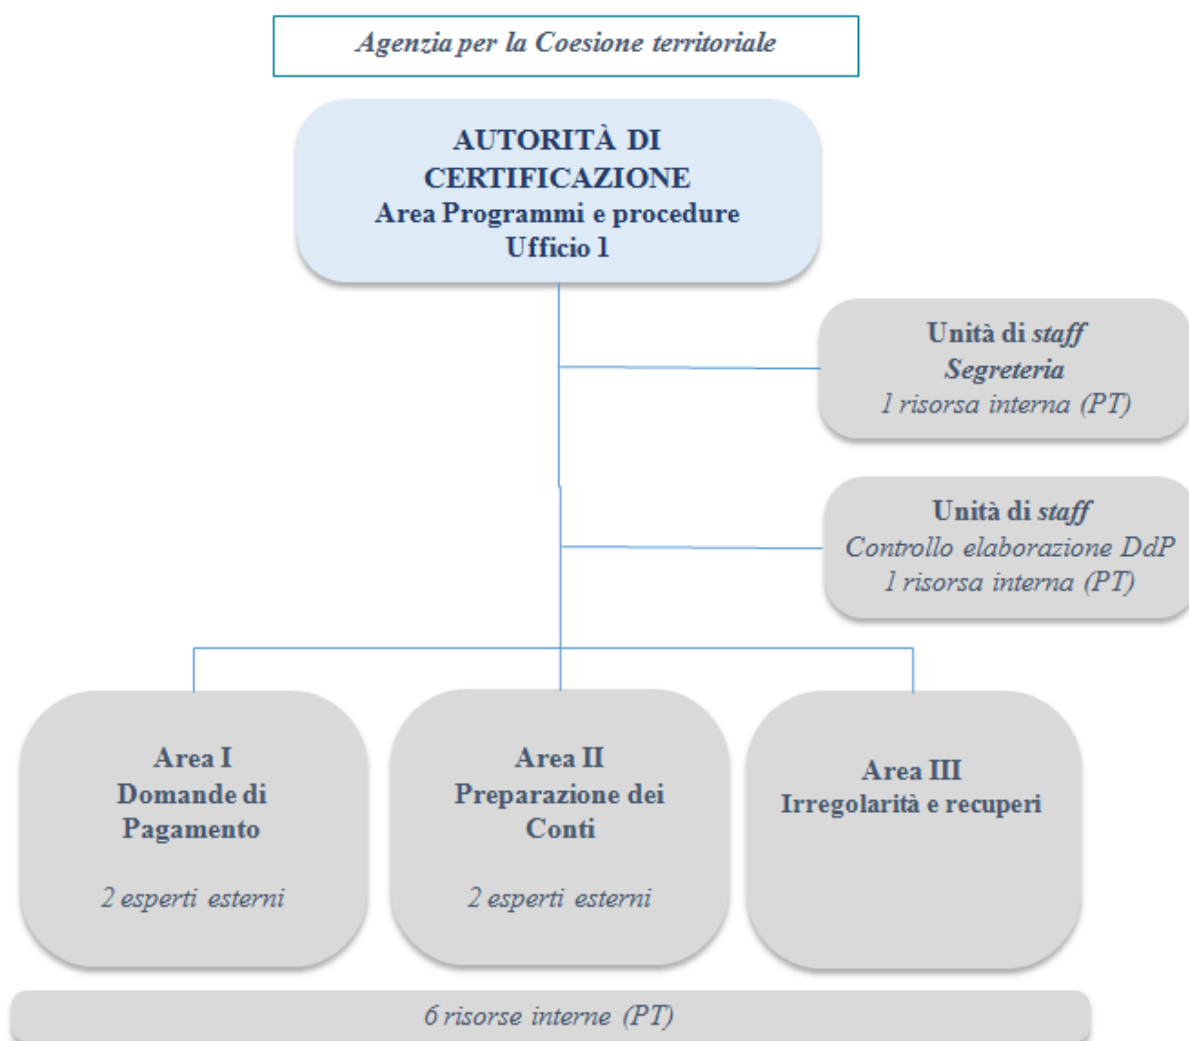 Agenzia per la Coesione territoriale
AUTORITÀ DI
CERTIFICAZIONE
Area Programmi e procedure
Ufficio 1
Unità di staff
Segreteria
1 risorsa interna (PT)
Unità di staff
Controllo elaborazione DdP
1 risorsa interna (PT)
Area I
Domande di
Pagamento
2 esperti esterni
Area II
Preparazione dei
Conti
2 esperti esterni
Area III
Irregolarità e recuperi
6 risorse interne (PT)